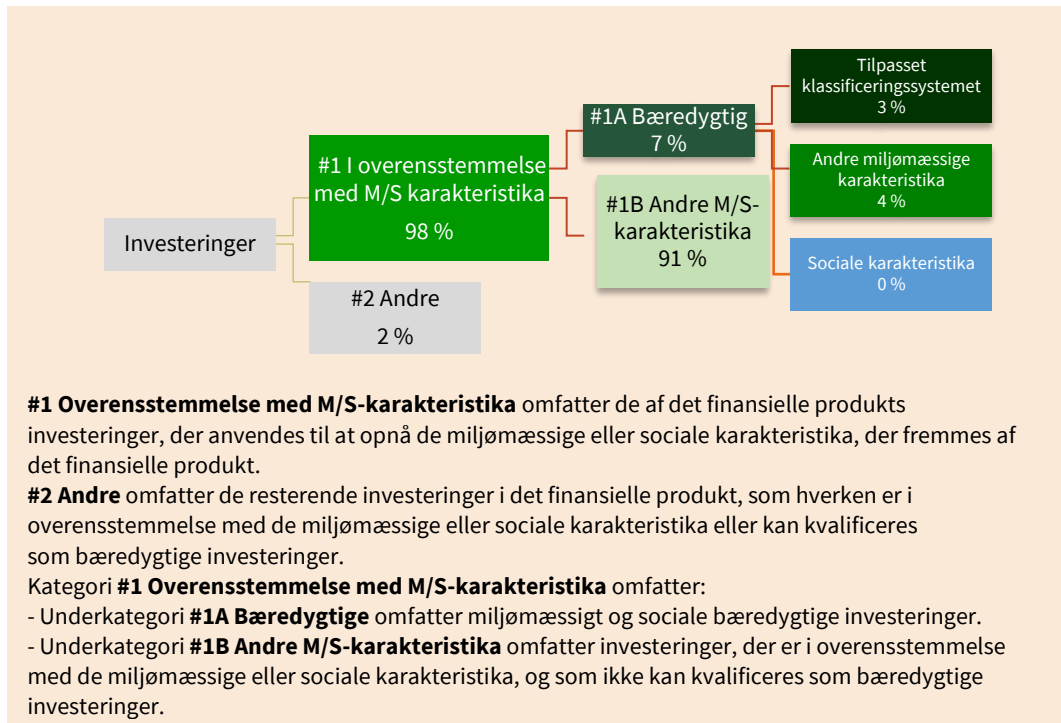 Investeringer
#1 I overensstemmelse
med M/S karakteristika
98 %
#2 Andre
2 %
#1A Bæredygtig
7 %
#1B Andre M/S-
karakteristika
91 %
Tilpasset
klassificeringssystemet
3 %
Andre miljømæssige
karakteristika
4 %
Sociale karakteristika
0 %
#1 Overensstemmelse med M/S-karakteristika omfatter de af det finansielle produkts
investeringer, der anvendes til at opnå de miljømæssige eller sociale karakteristika, der fremmes af
det finansielle produkt.
#2 Andre omfatter de resterende investeringer i det finansielle produkt, som hverken er i
overensstemmelse med de miljømæssige eller sociale karakteristika eller kan kvalificeres
som bæredygtige investeringer.
Kategori #1 Overensstemmelse med M/S-karakteristika omfatter:
- Underkategori #1A Bæredygtige omfatter miljømæssigt og sociale bæredygtige investeringer.
- Underkategori #1B Andre M/S-karakteristika omfatter investeringer, der er i overensstemmelse
med de miljømæssige eller sociale karakteristika, og som ikke kan kvalificeres som bæredygtige
investeringer.